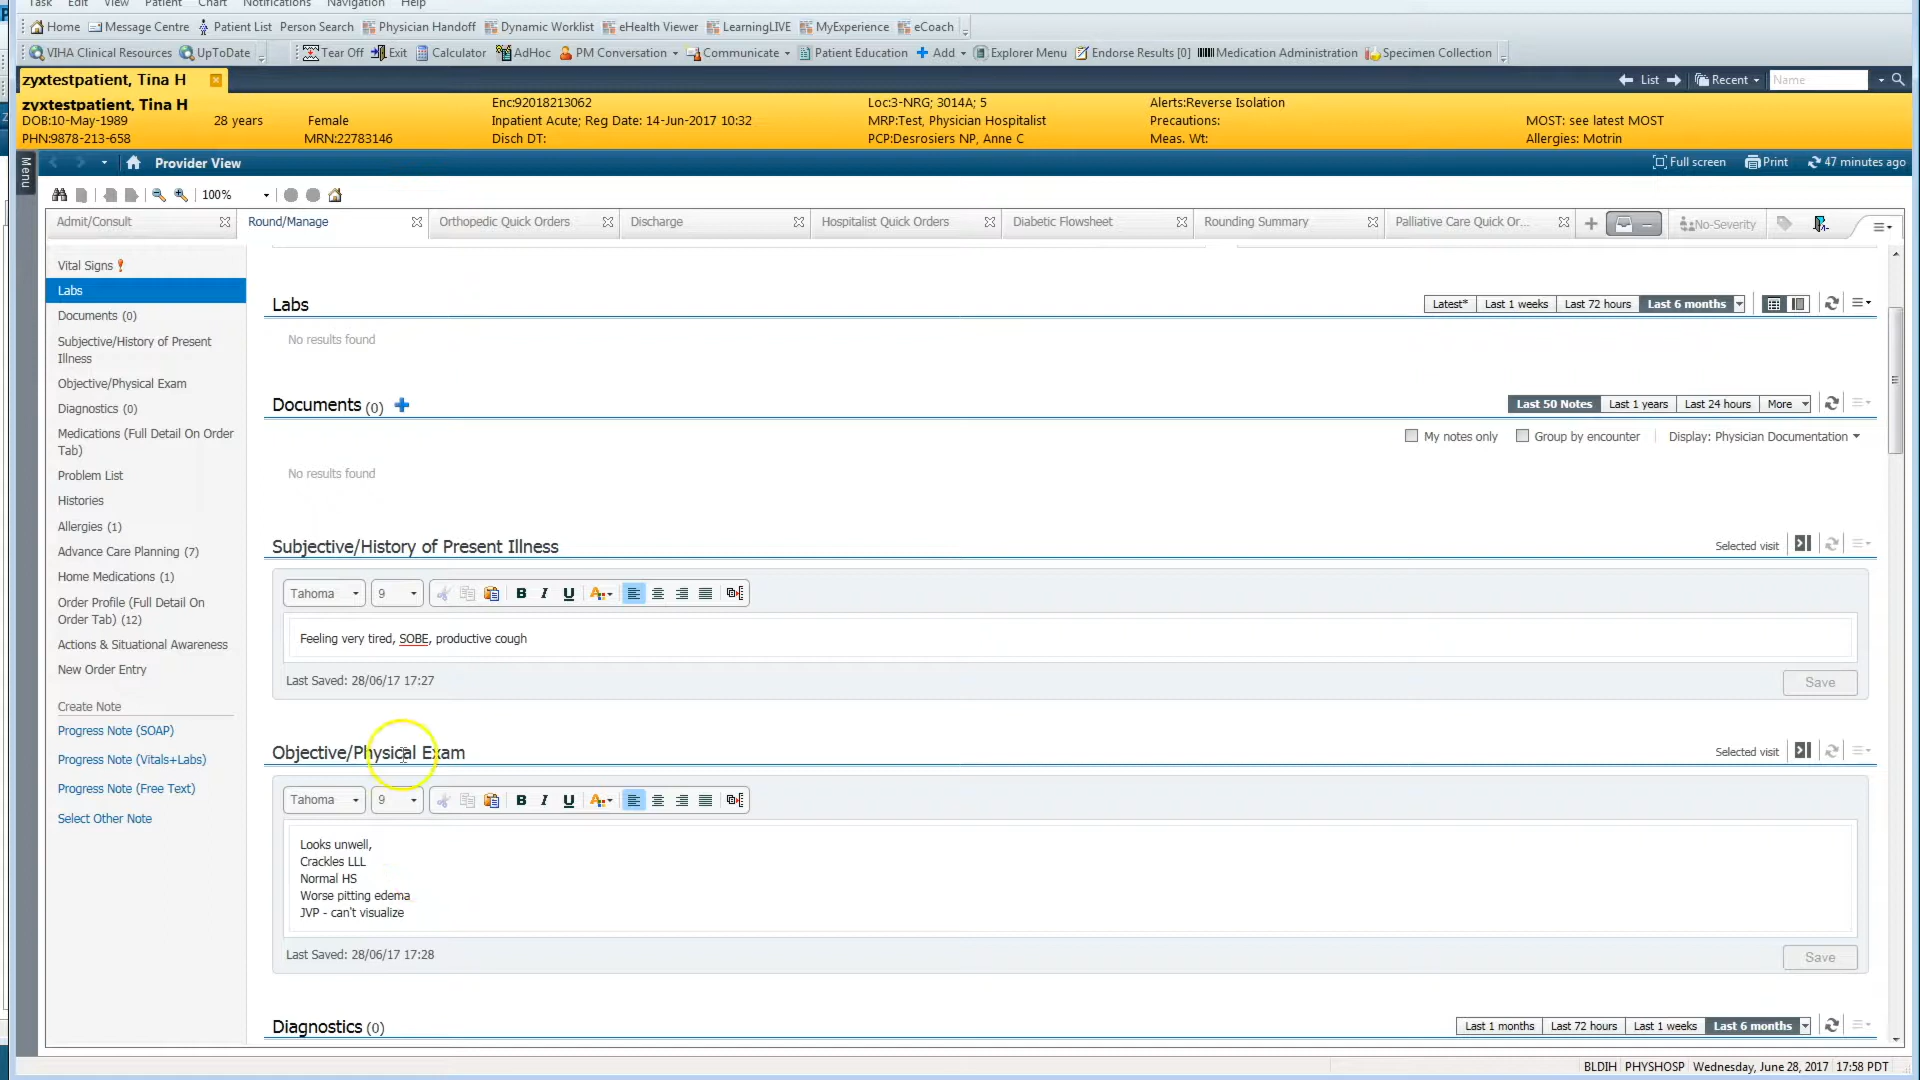 Task Edit View Patient Chart Notifications Navigation Help
Home Message Centre Patient List Person Search Physician Handoff Dynamic Worklist eHealth Viewer LearningLIVE MyExperience eCoach
VIHA Clinical Resources UpToDate Tear Off Exit Calculator AdHoc PM Conversation Communicate Patient Education Add Explorer Menu Endorse Results [0] Medication Administration Specimen Collection
zyxtestpatient, Tina H List Recent Name
zyxtestpatient, Tina H Enc:92018213062 Loc:3-NRG; 3014A; 5 Alerts:Reverse Isolation
DOB:10-May-1989 28 years Female Inpatient Acute; Reg Date: 14-Jun-2017 10:32 MRP:Test, Physician Hospitalist Precautions: MOST: see latest MOST
PHN:9878-213-658 MRN:22783146 Disch DT: PCP:Desrosiers NP, Anne C Meas. Wt: Allergies: Motrin
Menu
Provider View Full screen Print 47 minutes ago
100%
Admit/Consult Round/Manage Orthopedic Quick Orders Discharge Hospitalist Quick Orders Diabetic Flowsheet Rounding Summary Palliative Care Quick Or... No-Severity
Vital Signs
Labs
Documents (0)
Subjective/History of Present
Illness
Objective/Physical Exam
Diagnostics (0)
Medications (Full Detail On Order
Tab)
Problem List
Histories
Allergies (1)
Advance Care Planning (7)
Home Medications (1)
Order Profile (Full Detail On
Order Tab) (12)
Actions & Situational Awareness
New Order Entry
Create Note
Progress Note (SOAP)
Progress Note (Vitals+Labs)
Progress Note (Free Text)
Select Other Note
Labs Latest* Last 1 weeks Last 72 hours Last 6 months
No results found
Documents (0) Last 50 Notes Last 1 years Last 24 hours More
My notes only Group by encounter Display: Physician Documentation
No results found
Subjective/History of Present Illness Selected visit
Tahoma 9 B I U A
Feeling very tired, SOBE, productive cough
Last Saved: 28/06/17 17:27 Save
Objective/Physical Exam Selected visit
Tahoma 9 B I U A
Looks unwell,
Crackles LLL
Normal HS
Worse pitting edema
JVP - can't visualize
Last Saved: 28/06/17 17:28 Save
Diagnostics (0) Last 1 months Last 72 hours Last 1 weeks Last 6 months
BLDIH PHYSHOSP Wednesday, June 28, 2017 17:58 PDT